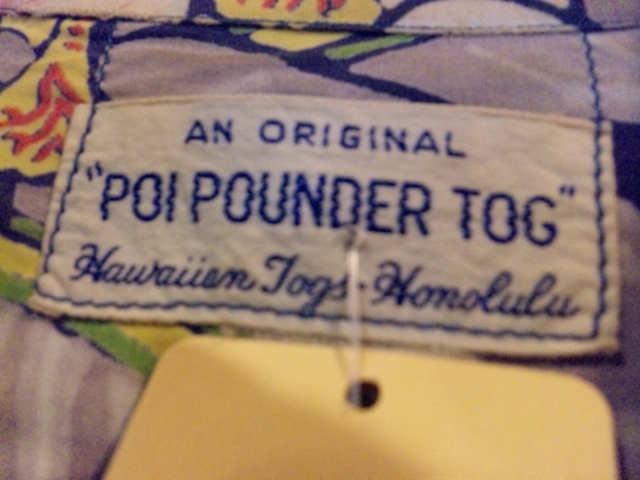 AN ORIGINAL
"POI POUNDER TOG"
Hawaiian Togs-Honolulu